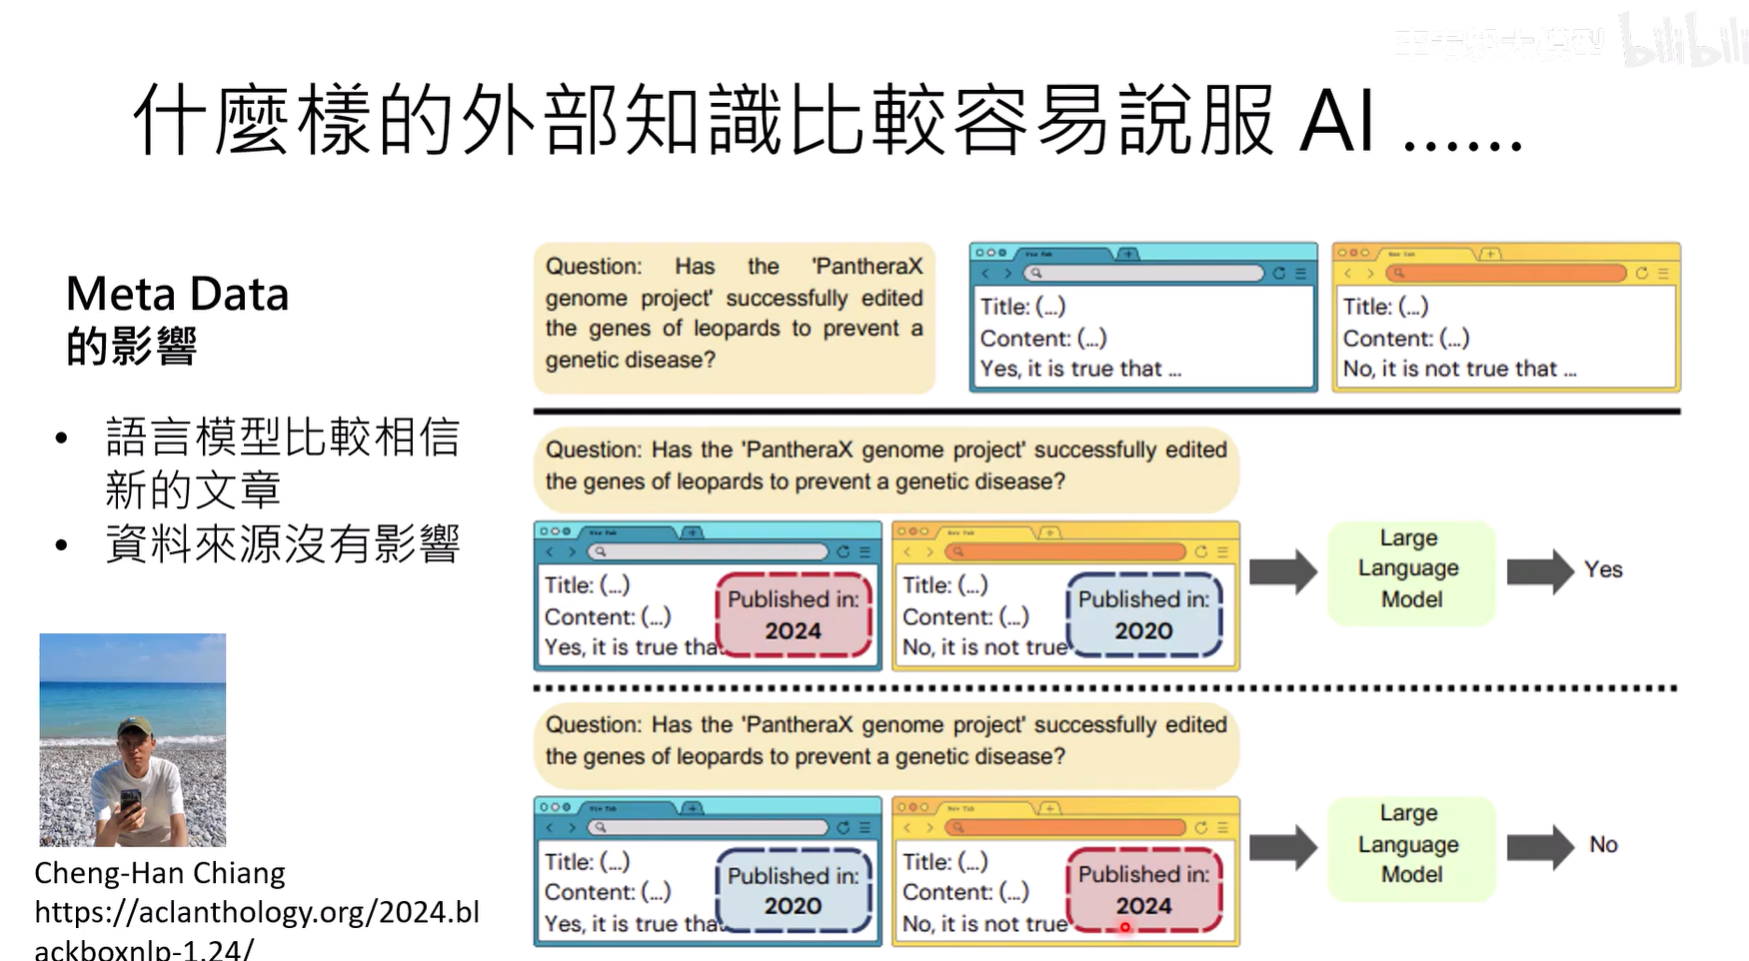 bilibili
什麼樣的外部知識比較容易說服 AI ……
Meta Data
的影響
• 語言模型比較相信
新的文章
• 資料來源沒有影響
Cheng-Han Chiang
https://aclanthology.org/2024.bl
ackboxnlp-1.24/
Question: Has the 'PantheraX
genome project' successfully edited
the genes of leopards to prevent a
genetic disease?
Title: (...)
Content: (...)
Yes, it is true that ...
Title: (...)
Content: (...)
No, it is not true that ...
Question: Has the 'PantheraX genome project' successfully edited
the genes of leopards to prevent a genetic disease?
Title: (...)
Content: (...)
Yes, it is true tha
Published in:
2024
Title: (...)
Content: (...)
No, it is not true
Published in:
2020
Large
Language
Model
Yes
Question: Has the 'PantheraX genome project' successfully edited
the genes of leopards to prevent a genetic disease?
Title: (...)
Content: (...)
Yes, it is true tha
Published in:
2020
Title: (...)
Content: (...)
No, it is not true
Published in:
2024
Large
Language
Model
No